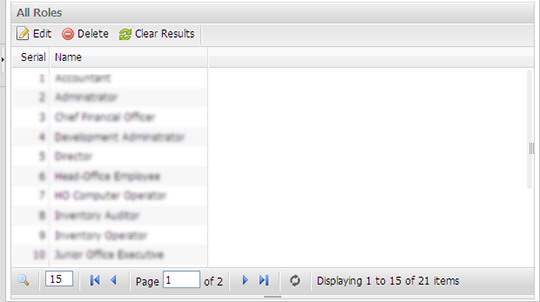 All Roles
Edit Delete Clear Results
Serial Name
1 Accountant
2
3 Chief Financial Officer
4 Development
5 Director
6 Head-Office Employee
7 HO Computer Operator
8 Inventory Auditor
9 Inventory Operator
10 Junior Office Executive
15 Page 1 of 2 Displaying 1 to 15 of 21 items